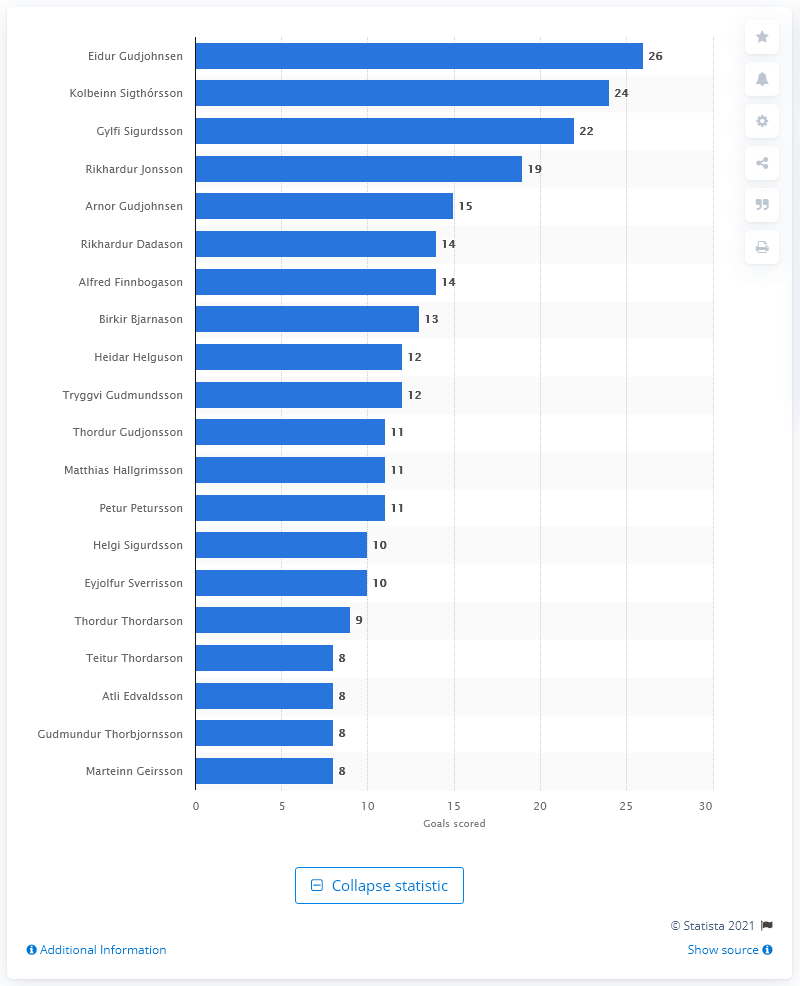 Eidur Gudjohnsen 26
Kolbeinn Sigthórsson 24
Gylfi Sigurdsson 22
Rikhardur Jonsson 19
Arnor Gudjohnsen 15
Rikhardur Dadason 14
Alfred Finnbogason 14
Birkir Bjarnason 13
Heidar Helguson 12
Tryggvi Gudmundsson 12
Thordur Gudjonsson 11
Matthias Hallgrimsson 11
Petur Petursson 11
Helgi Sigurdsson 10
Eyjolfur Sverrisson 10
Thordur Thordarson 9
Teitur Thordarson 8
Atli Edvaldsson 8
Gudmundur Thorbjornsson 8
Marteinn Geirsson 8
0 5 10 15 20 25 30
Goals scored
Collapse statistic
© Statista 2021
Additional Information Show source